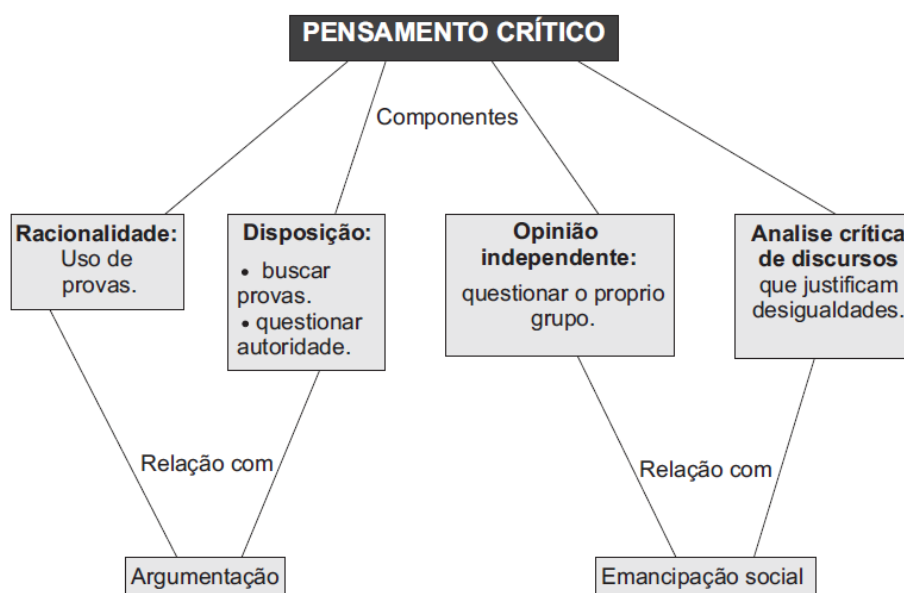 PENSAMENTO CRÍTICO
Componentes
Racionalidade:
Uso de
provas.
Disposição:
• buscar
provas.
• questionar
autoridade.
Opinião
independente:
questionar o proprio
grupo.
Analise crítica
de discursos
que justificam
desigualdades.
Relação com
Relação com
Argumentação
Emancipação social